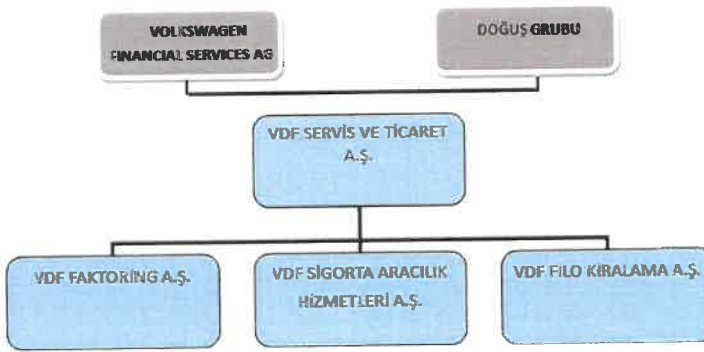 VOLKSWAGEN
FINANCIAL SERVICES AG
DOĞUŞ GRUBU
VDF SERVİS VE TİCARET
A.Ş.
VDF FAKTORİNG A.Ş.
VDF SİGORTA ARACILIK
HİZMETLERİ A.Ş.
VDF FİLO KİRALAMA A.Ş.